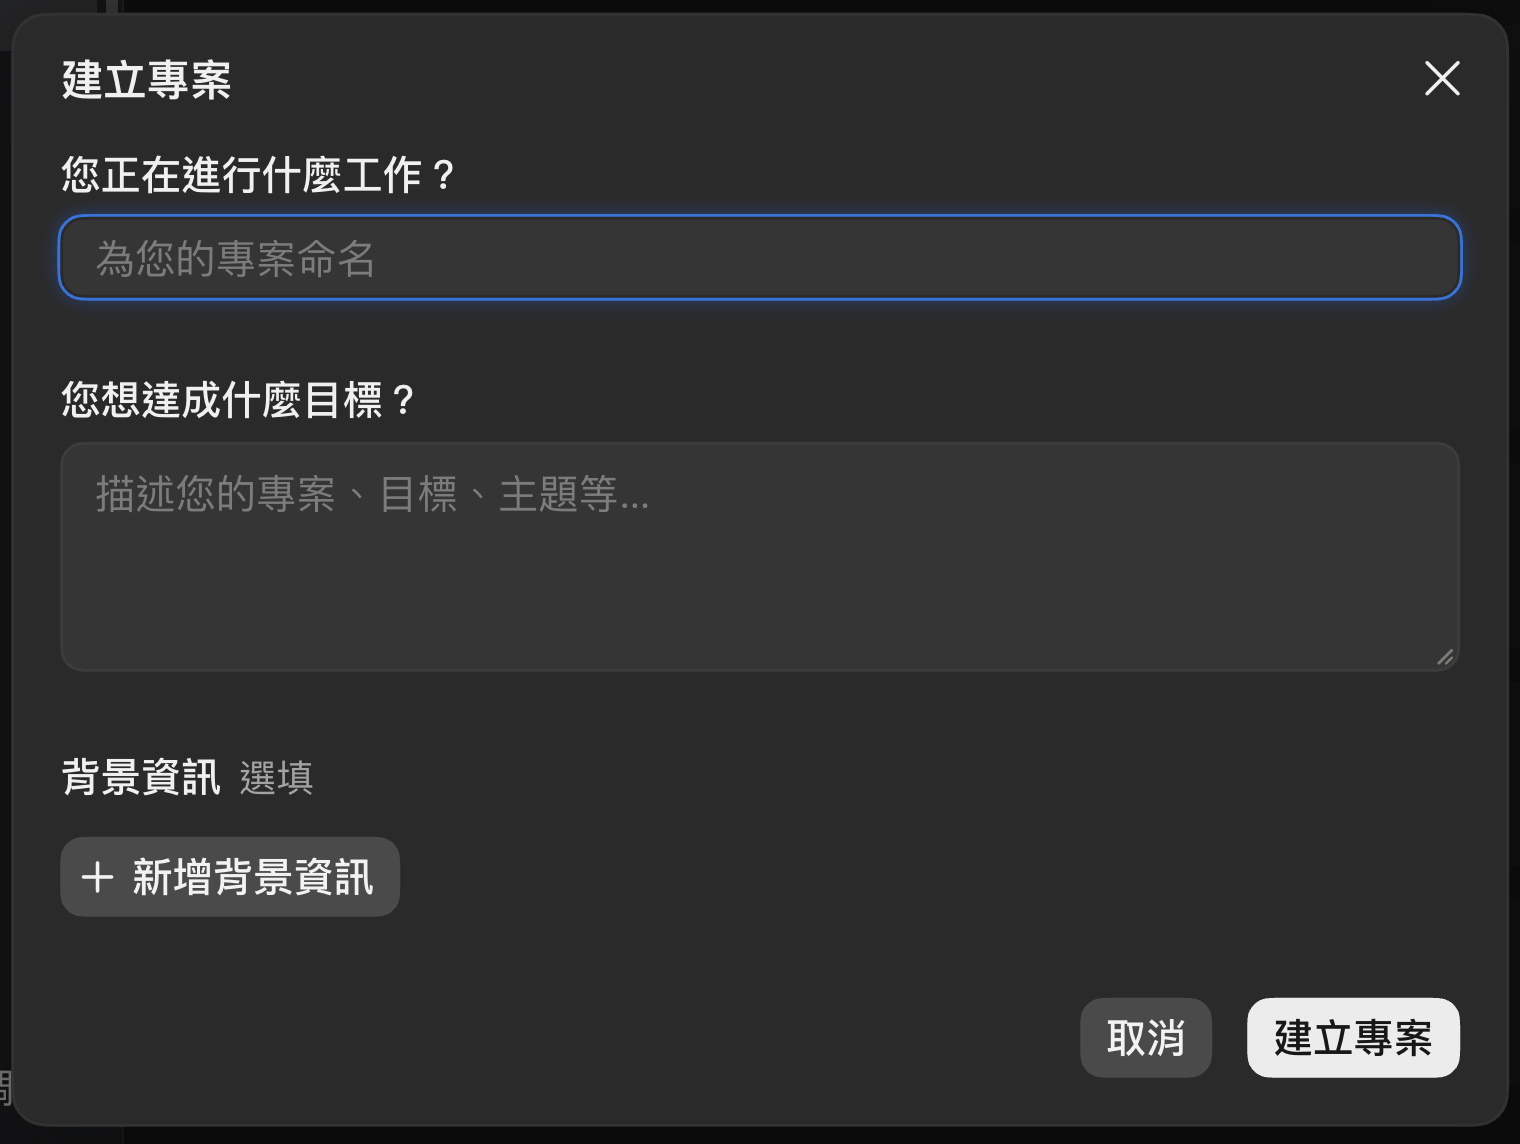 建立專案
您正在進行什麼工作？
為您的專案命名
您想達成什麼目標？
描述您的專案、目標、主題等...
背景資訊 選填
新增背景資訊
取消 建立專案